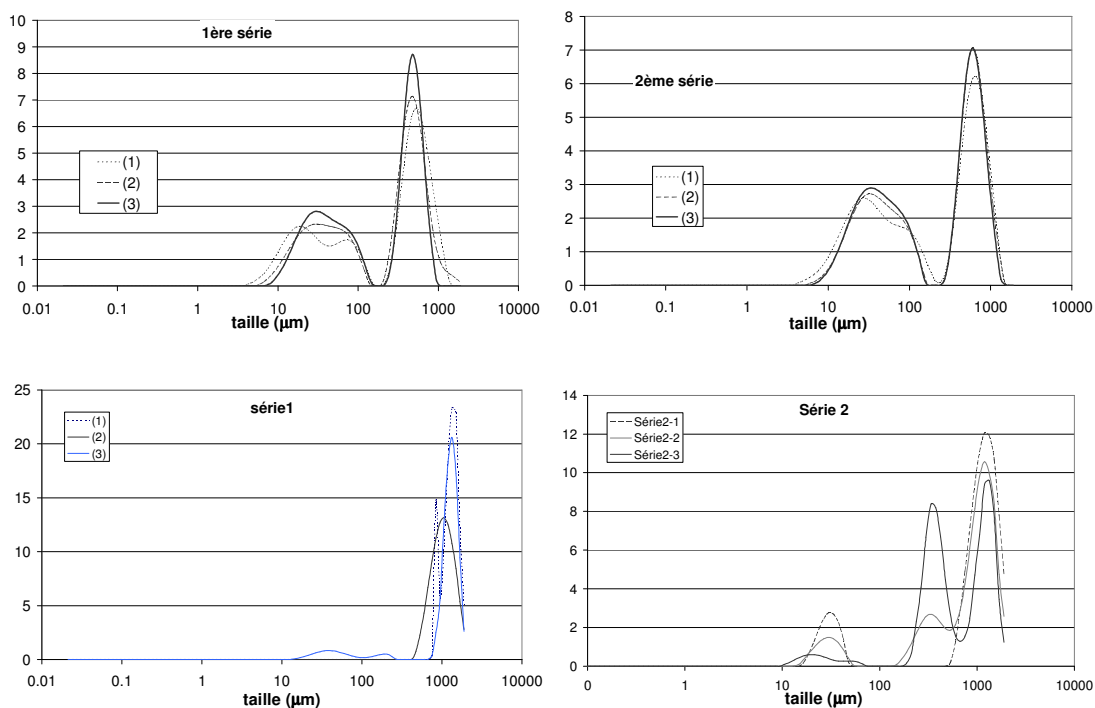 10
9
8
7
6
5
4
3
2
1
0
1ère série
(1)
(2)
(3)
0.01 0.1 1 10 100 1000 10000
taille (µm)
8
7
6
5
4
3
2
1
0
2ème série
(1)
(2)
(3)
0.01 0.1 1 10 100 1000 10000
taille (µm)
25
20
15
10
5
0
série1
(1)
(2)
(3)
0.01 0.1 1 10 100 1000 10000
taille (µm)
14
12
10
8
6
4
2
0
Série 2
Série2-1
Série2-2
Série2-3
0 1 10 100 1000 10000
taille (µm)